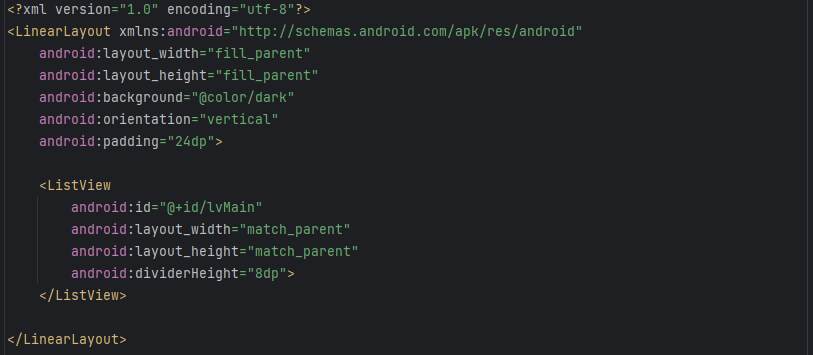 <?xml version="1.0" encoding="utf-8"?>
<LinearLayout xmlns:android="http://schemas.android.com/apk/res/android"
    android:layout_width="fill_parent"
    android:layout_height="fill_parent"
    android:background="@color/dark"
    android:orientation="vertical"
    android:padding="24dp">

    <ListView
        android:id="@+id/lvMain"
        android:layout_width="match_parent"
        android:layout_height="match_parent"
        android:dividerHeight="8dp">
    </ListView>

</LinearLayout>